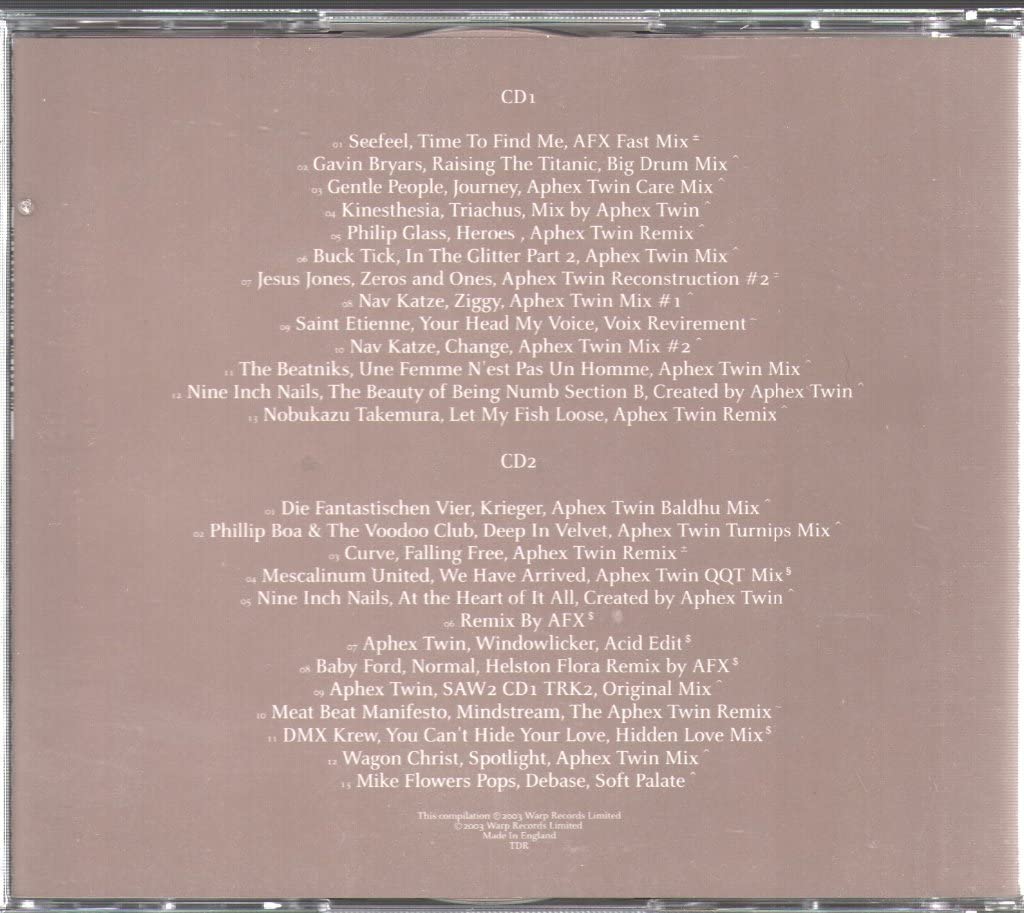 CD1
01 Seefeel, Time To Find Me, AFX Fast Mix ±
02 Gavin Bryars, Raising The Titanic, Big Drum Mix ^
03 Gentle People, Journey, Aphex Twin Care Mix ^
04 Kinesthesia, Triachus, Mix by Aphex Twin ^
05 Philip Glass, Heroes , Aphex Twin Remix ^
06 Buck Tick, In The Glitter Part 2, Aphex Twin Mix ^
07 Jesus Jones, Zeros and Ones, Aphex Twin Reconstruction #2 ±
08 Nav Katze, Ziggy, Aphex Twin Mix #1 ^
09 Saint Etienne, Your Head My Voice, Voix Revirement ~
10 Nav Katze, Change, Aphex Twin Mix #2 ^
11 The Beatniks, Une Femme N'est Pas Un Homme, Aphex Twin Mix ^
12 Nine Inch Nails, The Beauty of Being Numb Section B, Created by Aphex Twin ^
13 Nobukazu Takemura, Let My Fish Loose, Aphex Twin Remix ^
CD2
01 Die Fantastischen Vier, Krieger, Aphex Twin Baldhu Mix ^
02 Phillip Boa & The Voodoo Club, Deep In Velvet, Aphex Twin Turnips Mix ^
03 Curve, Falling Free, Aphex Twin Remix ±
04 Mescalinum United, We Have Arrived, Aphex Twin QQT Mix §
05 Nine Inch Nails, At the Heart of It All, Created by Aphex Twin ^
06 Remix By AFX $
07 Aphex Twin, Windowlicker, Acid Edit $
08 Baby Ford, Normal, Helston Flora Remix by AFX $
09 Aphex Twin, SAW2 CD1 TRK2, Original Mix ^
10 Meat Beat Manifesto, Mindstream, The Aphex Twin Remix ~
11 DMX Krew, You Can't Hide Your Love, Hidden Love Mix $
12 Wagon Christ, Spotlight, Aphex Twin Mix ^
13 Mike Flowers Pops, Debase, Soft Palate ^
This compilation ℗ 2003 Warp Records Limited
© 2003 Warp Records Limited
Made In England
TDR